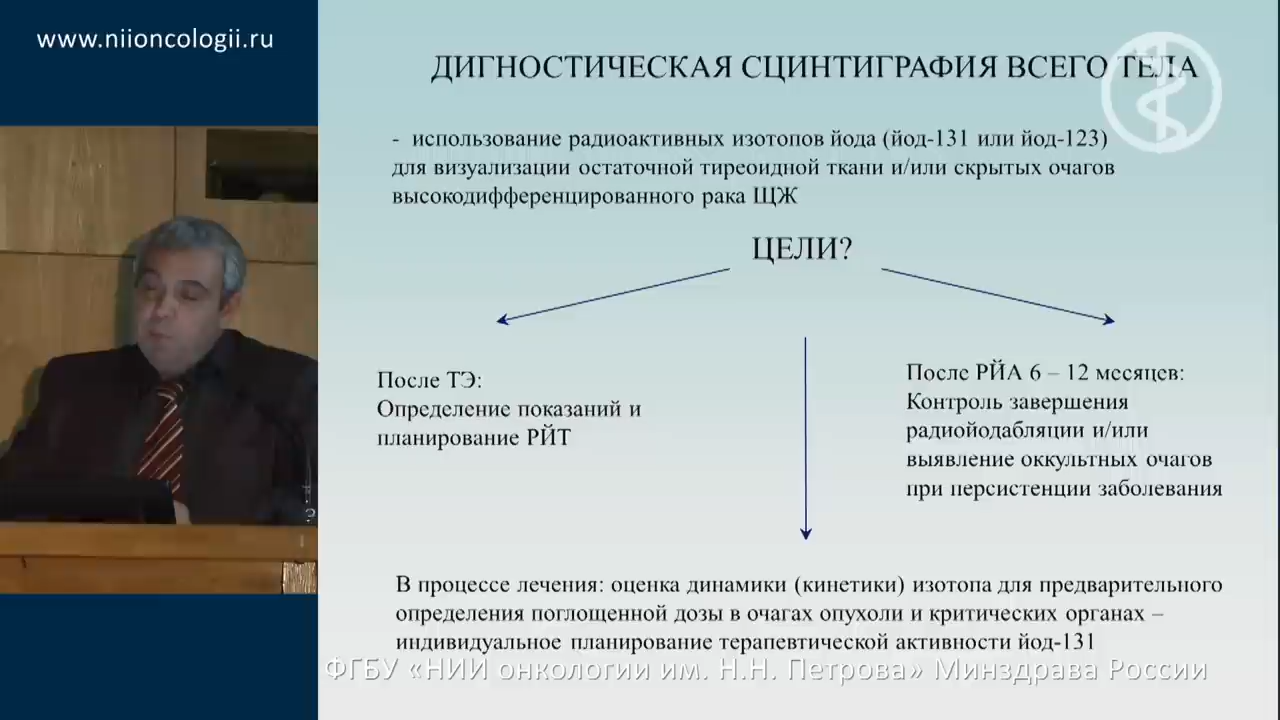 www.niioncologii.ru
ДИГНОСТИЧЕСКАЯ СЦИНТИГРАФИЯ ВСЕГО ТЕЛА
- использование радиоактивных изотопов йода (йод-131 или йод-123)
для визуализации остаточной тиреоидной ткани и/или скрытых очагов
высокодифференцированного рака ЩЖ
ЦЕЛИ?
После ТЭ:
Определение показаний и
планирование РЙТ
После РЙА 6 – 12 месяцев:
Контроль завершения
радиойодабляции и/или
выявление оккультных очагов
при персистенции заболевания
В процессе лечения: оценка динамики (кинетики) изотопа для предварительного
определения поглощенной дозы в очагах опухоли и критических органах –
индивидуальное планирование терапевтической активности йод-131
ФГБУ «НИИ онкологии им. Н.Н. Петрова» Минздрава России